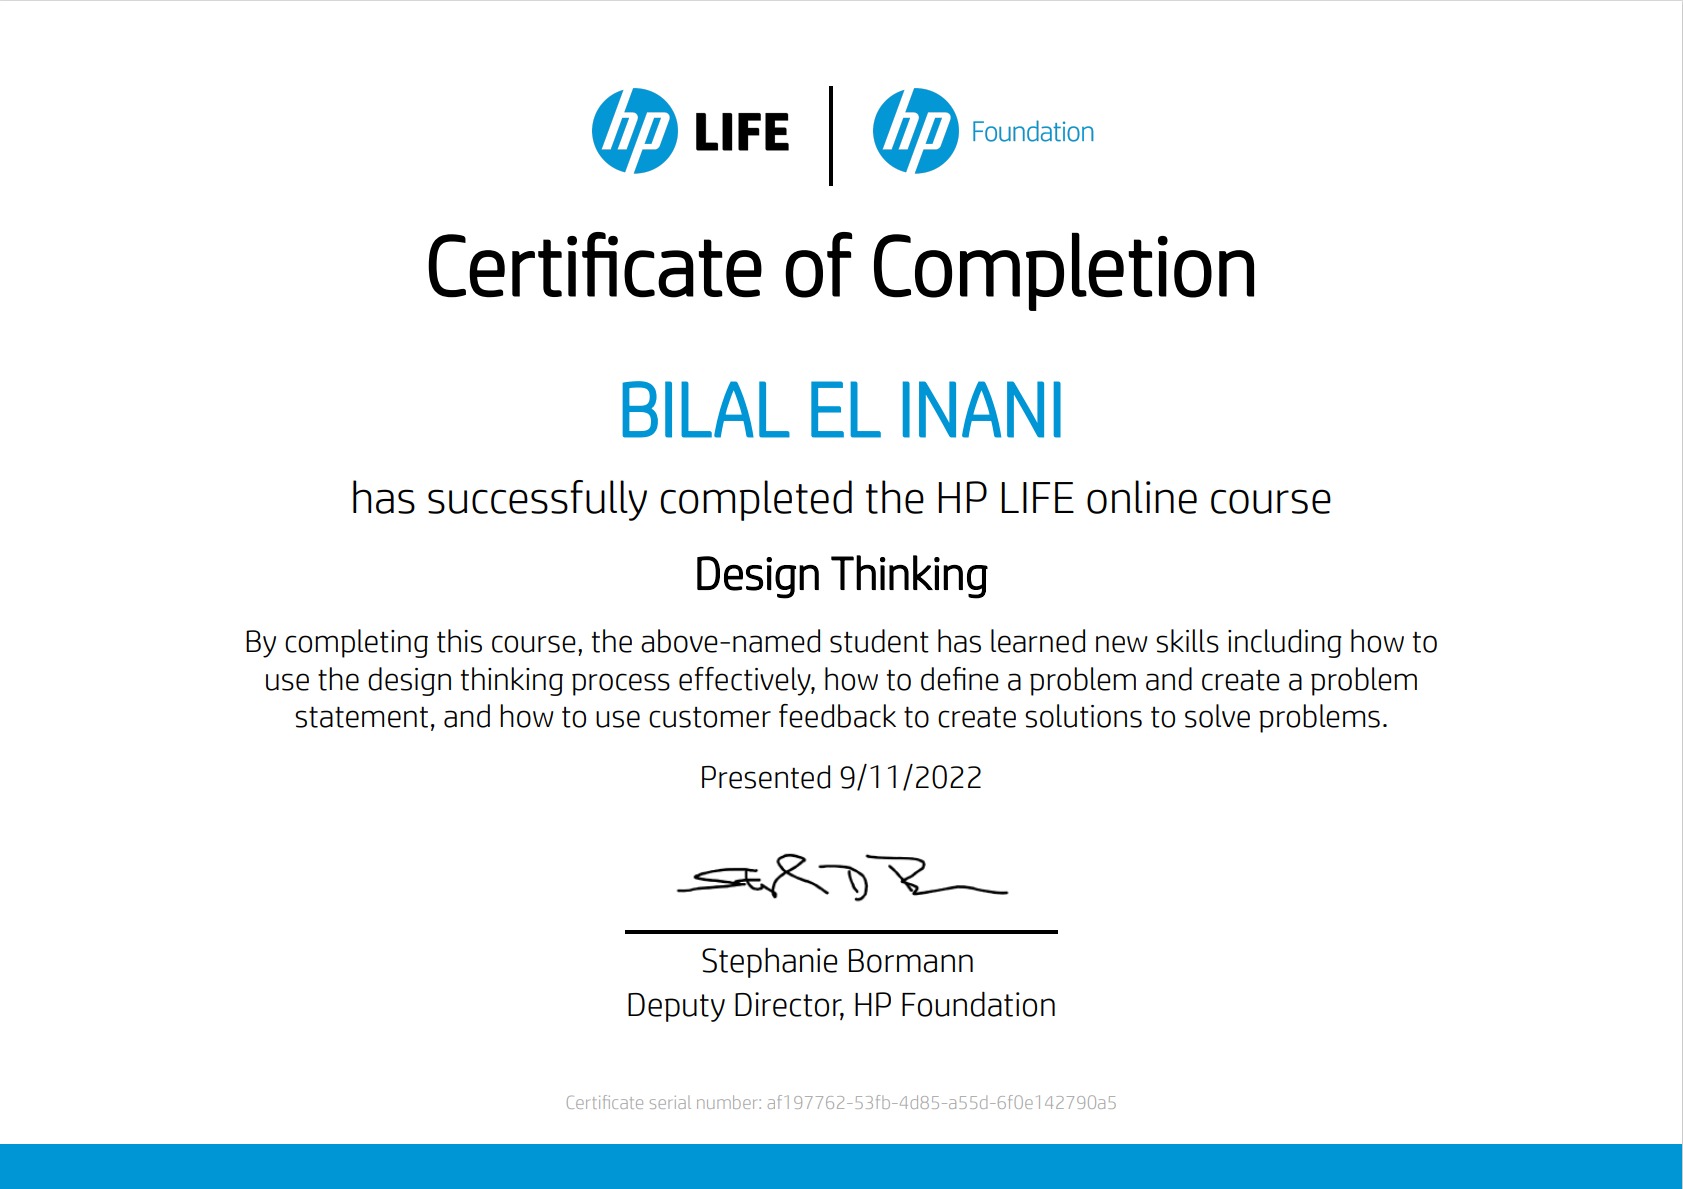 hp LIFE | hp Foundation
Certificate of Completion
BILAL EL INANI
has successfully completed the HP LIFE online course
Design Thinking
By completing this course, the above-named student has learned new skills including how to
use the design thinking process effectively, how to define a problem and create a problem
statement, and how to use customer feedback to create solutions to solve problems.
Presented 9/11/2022
Stephanie Bormann
Deputy Director, HP Foundation
Certificate serial number: af197762-53fb-4d85-a55d-6f0e142790a5